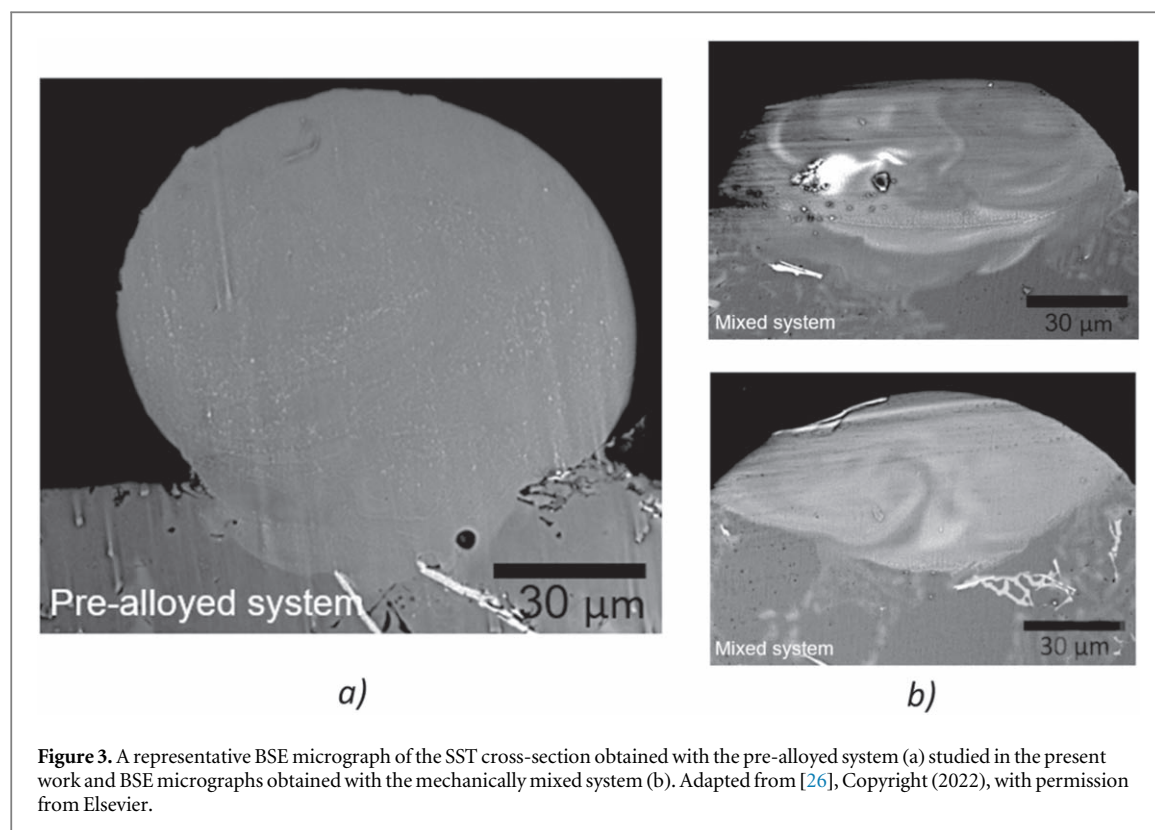 Pre-alloyed system
30 µm
a)
Mixed system
30 µm
Mixed system
30 µm
b)
Figure 3. A representative BSE micrograph of the SST cross-section obtained with the pre-alloyed system (a) studied in the present
work and BSE micrographs obtained with the mechanically mixed system (b). Adapted from [26], Copyright (2022), with permission
from Elsevier.